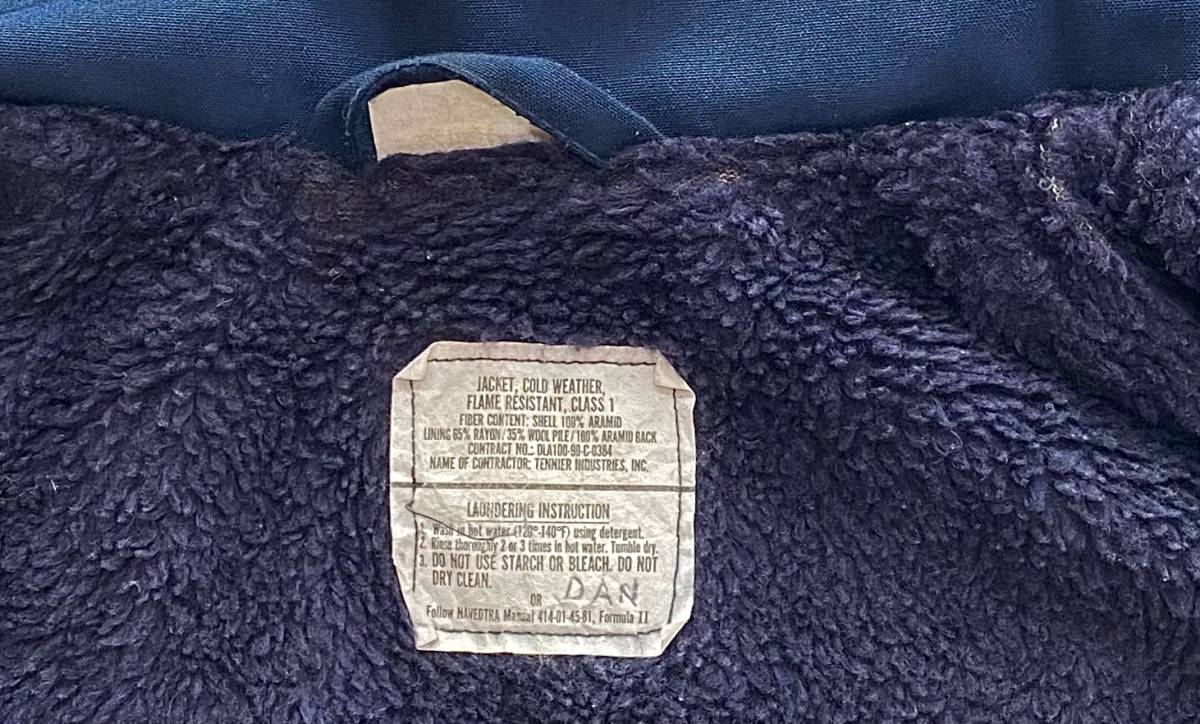 JACKET, COLD WEATHER,
FLAME RESISTANT, CLASS 1
FIBER CONTENT: SHELL 100% ARAMID
LINING 65% RAYON/35% WOOL PILE/100% ARAMID BACK
CONTRACT NO.: DLA100-90-C-0384
NAME OF CONTRACTOR: TENNIER INDUSTRIES, INC.
LAUNDERING INSTRUCTION
1. Wash in hot water (120°-140°F) using detergent.
2. Rinse thoroughly 2 or 3 times in hot water. Tumble dry.
3. DO NOT USE STARCH OR BLEACH. DO NOT
DRY CLEAN.
DAN
OR
Follow NAVEDTRA Manual 414-01-45-81, Formula II